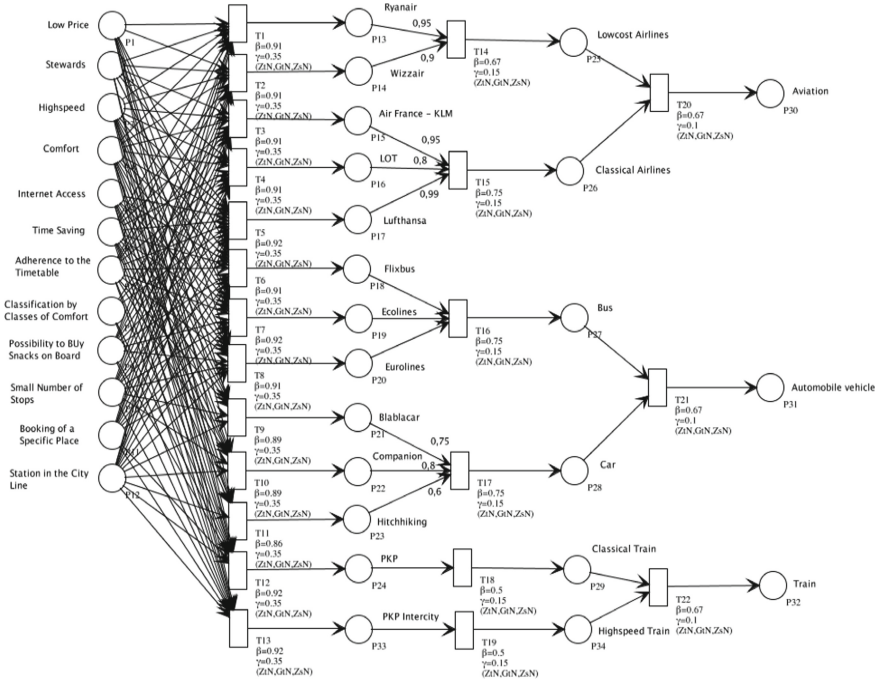 Low Price
P1
Stewards
Highspeed
Comfort
Internet Access
Time Saving
Adherence to the
Timetable
Classification by
Classes of Comfort
Possibility to BUy
Snacks on Board
Small Number of
Stops
Booking of a
Specific Place
P11
Station in the City
Line
P12
T1
β=0.91
γ=0.35
(ZtN,GtN,ZsN)
T2
β=0.91
γ=0.35
(ZtN,GtN,ZsN)
T3
β=0.91
γ=0.35
(ZtN,GtN,ZsN)
T4
β=0.91
γ=0.35
(ZtN,GtN,ZsN)
T5
β=0.92
γ=0.35
(ZtN,GtN,ZsN)
T6
β=0.91
γ=0.35
(ZtN,GtN,ZsN)
T7
β=0.92
γ=0.35
(ZtN,GtN,ZsN)
T8
β=0.91
γ=0.35
(ZtN,GtN,ZsN)
T9
β=0.89
γ=0.35
(ZtN,GtN,ZsN)
T10
β=0.89
γ=0.35
(ZtN,GtN,ZsN)
T11
β=0.86
γ=0.35
(ZtN,GtN,ZsN)
T12
β=0.92
γ=0.35
(ZtN,GtN,ZsN)
T13
β=0.92
γ=0.35
(ZtN,GtN,ZsN)
Ryanair
P13
0,95
Wizzair
P14
0,9
Air France – KLM
P15
0,95
LOT
P16
0,8
Lufthansa
P17
0,99
Flixbus
P18
Ecolines
P19
Eurolines
P20
Blablacar
P21
0,75
Companion
P22
0,8
Hitchhiking
P23
0,6
PKP
P24
PKP Intercity
P33
T14
β=0.67
γ=0.15
(ZtN,GtN,ZsN)
T15
β=0.75
γ=0.15
(ZtN,GtN,ZsN)
T16
β=0.75
γ=0.15
(ZtN,GtN,ZsN)
T17
β=0.75
γ=0.15
(ZtN,GtN,ZsN)
T18
β=0.5
γ=0.15
(ZtN,GtN,ZsN)
T19
β=0.5
γ=0.15
(ZtN,GtN,ZsN)
Lowcost Airlines
P25
Classical Airlines
P26
Bus
P27
Car
P28
Classical Train
P29
Highspeed Train
P34
T20
β=0.67
γ=0.1
(ZtN,GtN,ZsN)
T21
β=0.67
γ=0.1
(ZtN,GtN,ZsN)
T22
β=0.67
γ=0.1
(ZtN,GtN,ZsN)
Aviation
P30
Automobile vehicle
P31
Train
P32